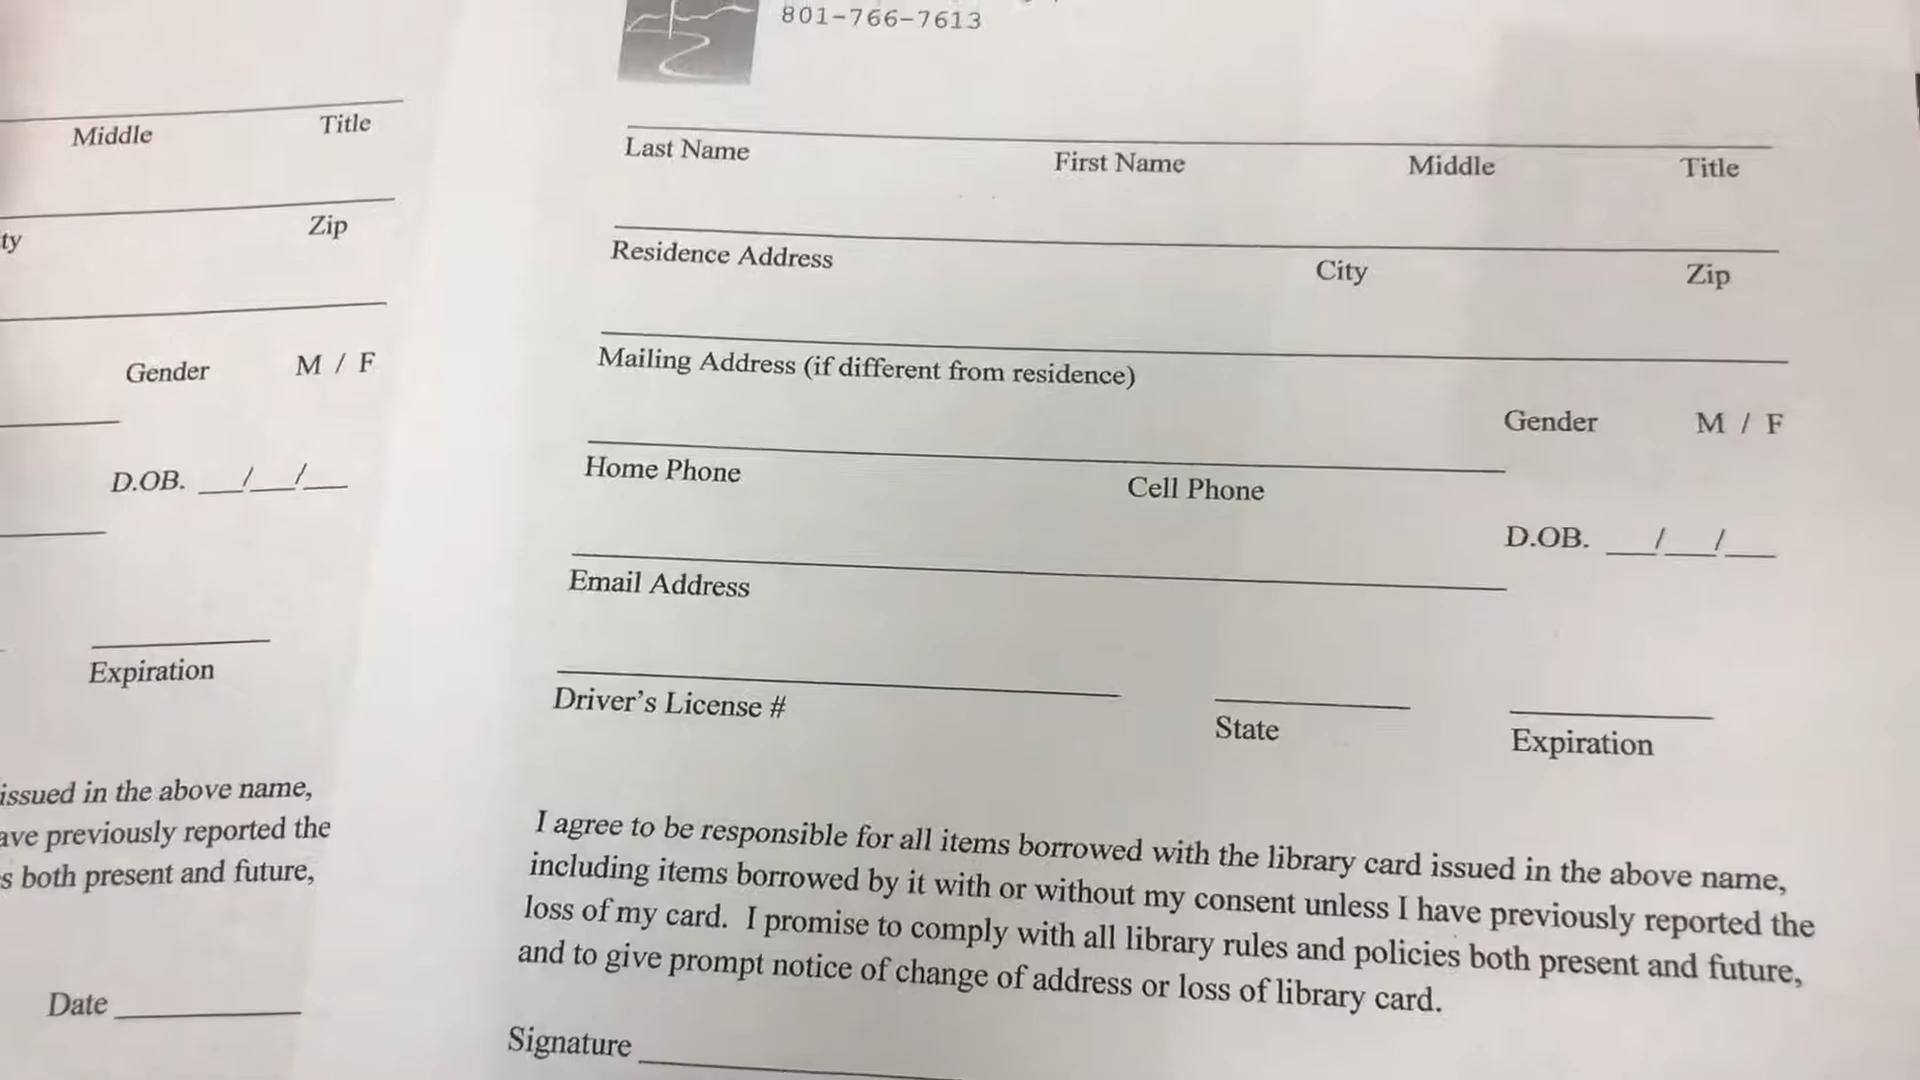 801-766-7613
Middle Title
Zip
Gender M / F
D.OB. __/__/__
Expiration
issued in the above name,
ave previously reported the
s both present and future,
Date
Last Name First Name Middle Title
Residence Address City Zip
Mailing Address (if different from residence)
Gender M / F
Home Phone Cell Phone
D.OB. __/__/__
Email Address
Driver's License # State Expiration
I agree to be responsible for all items borrowed with the library card issued in the above name,
including items borrowed by it with or without my consent unless I have previously reported the
loss of my card. I promise to comply with all library rules and policies both present and future,
and to give prompt notice of change of address or loss of library card.
Signature